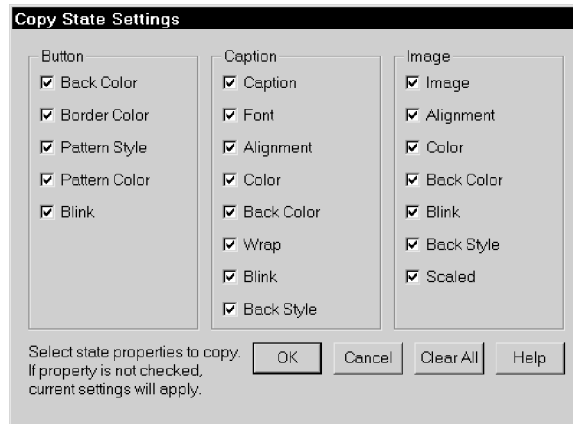 Copy State Settings
Button
Back Color
Border Color
Pattern Style
Pattern Color
Blink
Caption
Caption
Font
Alignment
Color
Back Color
Wrap
Blink
Back Style
Image
Image
Alignment
Color
Back Color
Blink
Back Style
Scaled
Select state properties to copy.
If property is not checked,
current settings will apply.
OK
Cancel
Clear All
Help